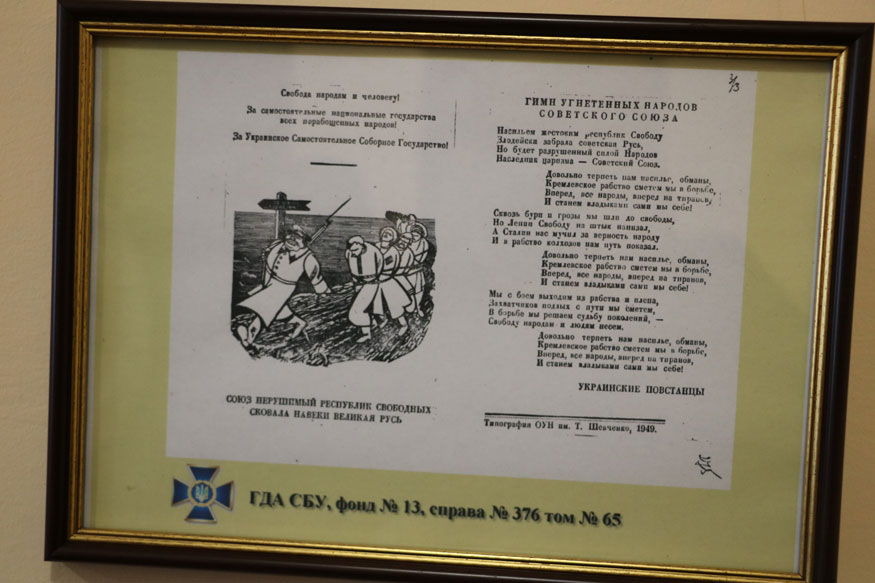 Свобода народам и человеку!
За самостоятельные национальные государства
всех порабощенных народов!
За Украинское Самостоятельное Соборное Государство!
СОЮЗ НЕРУШИМЫЙ РЕСПУБЛИК СВОБОДНЫХ
СКОВАЛА НАВЕКИ ВЕЛИКАЯ РУСЬ
3/3
ГИМН УГНЕТЕННЫХ НАРОДОВ
СОВЕТСКОГО СОЮЗА
Насильем жестоким республик Свободу
Злодейски забрала советская Русь,
Но будет разрушенный силой Народов
Наследник царизма — Советский Союз.
Довольно терпеть нам насилье, обманы,
Кремлевское рабство сметем мы в борьбе,
Вперед, все народы, вперед на тиранов,
И станем владыками сами мы себе!
Сквозь бури и грозы мы шли до свободы,
Но Ленин Свободу на штык нанизал,
А Сталин нас мучил за верность народу
И в рабство колхозов нам путь показал.
Довольно терпеть нам насилье, обманы,
Кремлевское рабство сметем мы в борьбе,
Вперед, все народы, вперед на тиранов,
И станем владыками сами мы себе!
Мы с боем выходим из рабства и плена,
Захватчиков подлых с пути мы сметем,
В борьбе мы решаем судьбу поколений, —
Свободу народам и людям несем.
Довольно терпеть нам насилье, обманы,
Кремлевское рабство сметем мы в борьбе,
Вперед, все народы, вперед на тиранов,
И станем владыками сами мы себе!
УКРАИНСКИЕ ПОВСТАНЦЫ
Типография ОУН им. Т. Шевченко, 1949.
ГДА СБУ, фонд № 13, справа № 376 том № 65